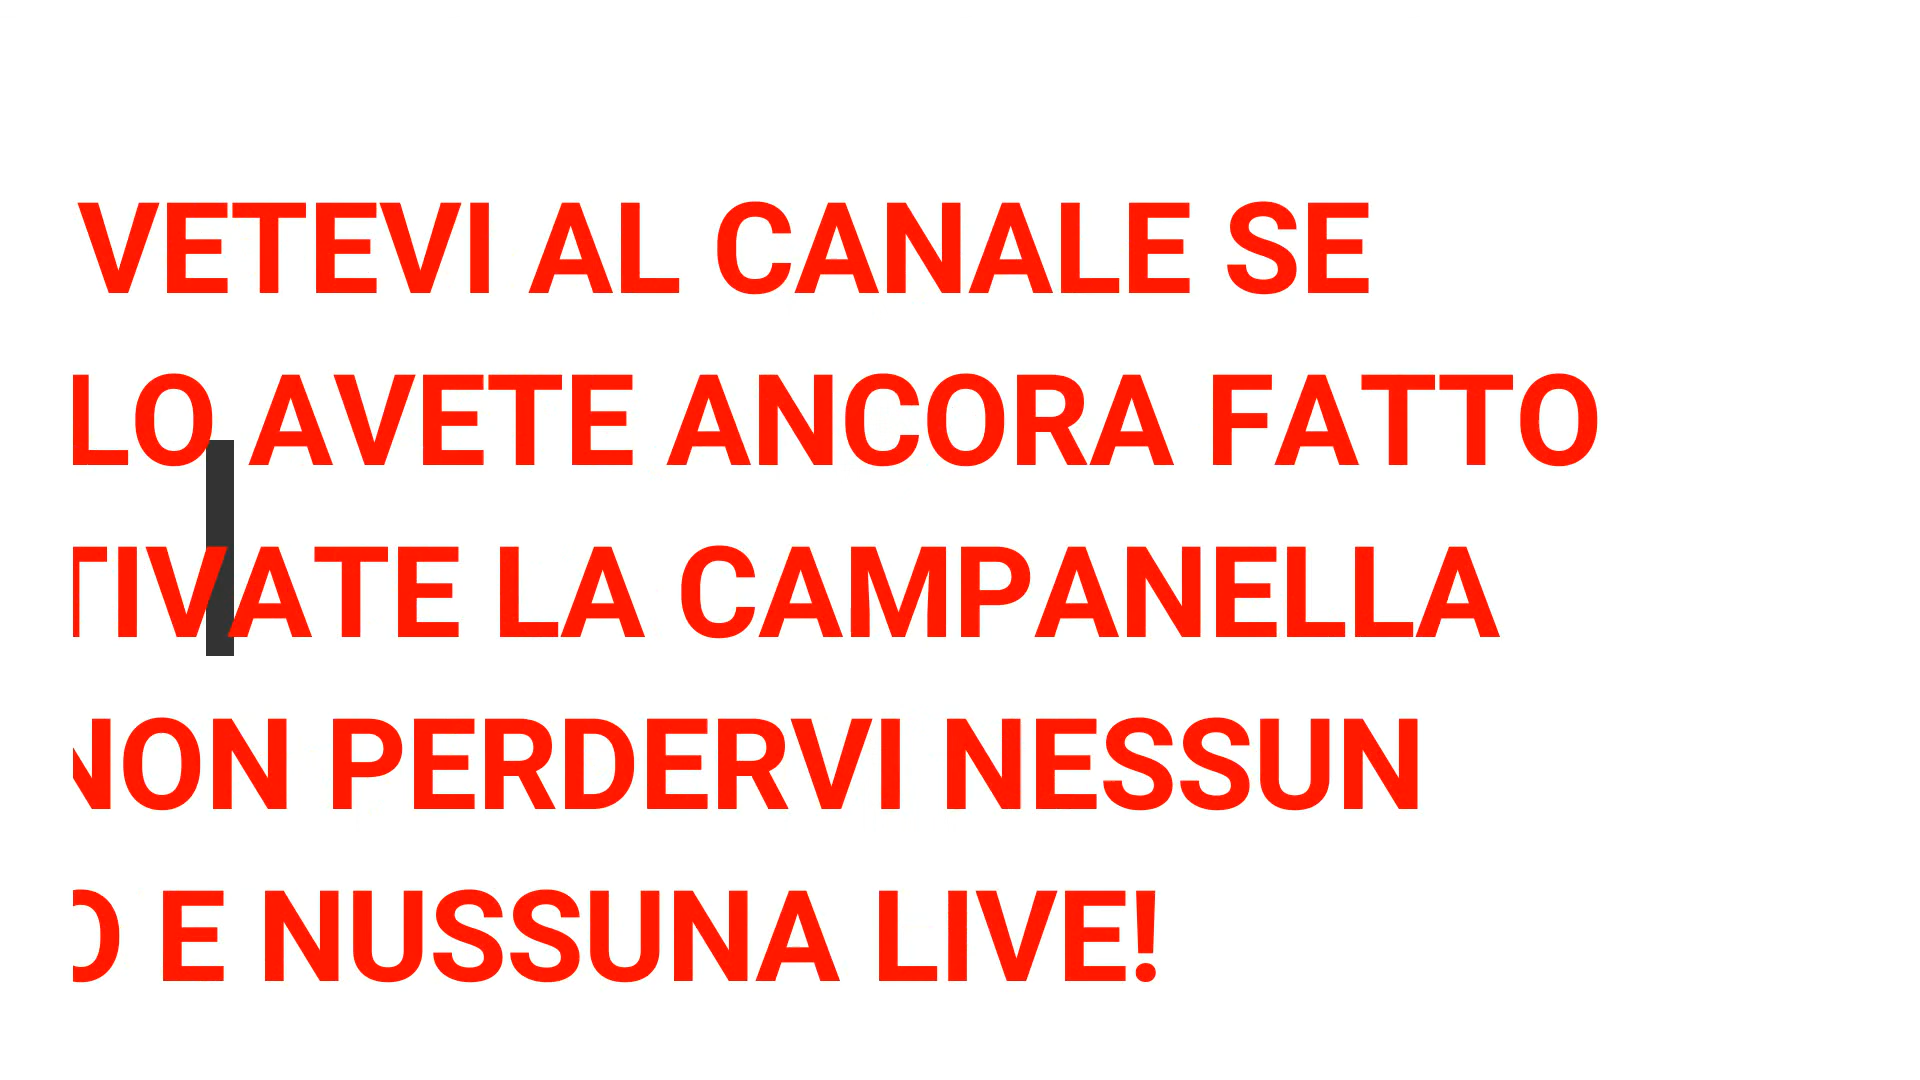 VETEVI AL CANALE SE
LO AVETE ANCORA FATTO
TIVATE LA CAMPANELLA
NON PERDERVI NESSUN
O E NUSSUNA LIVE!